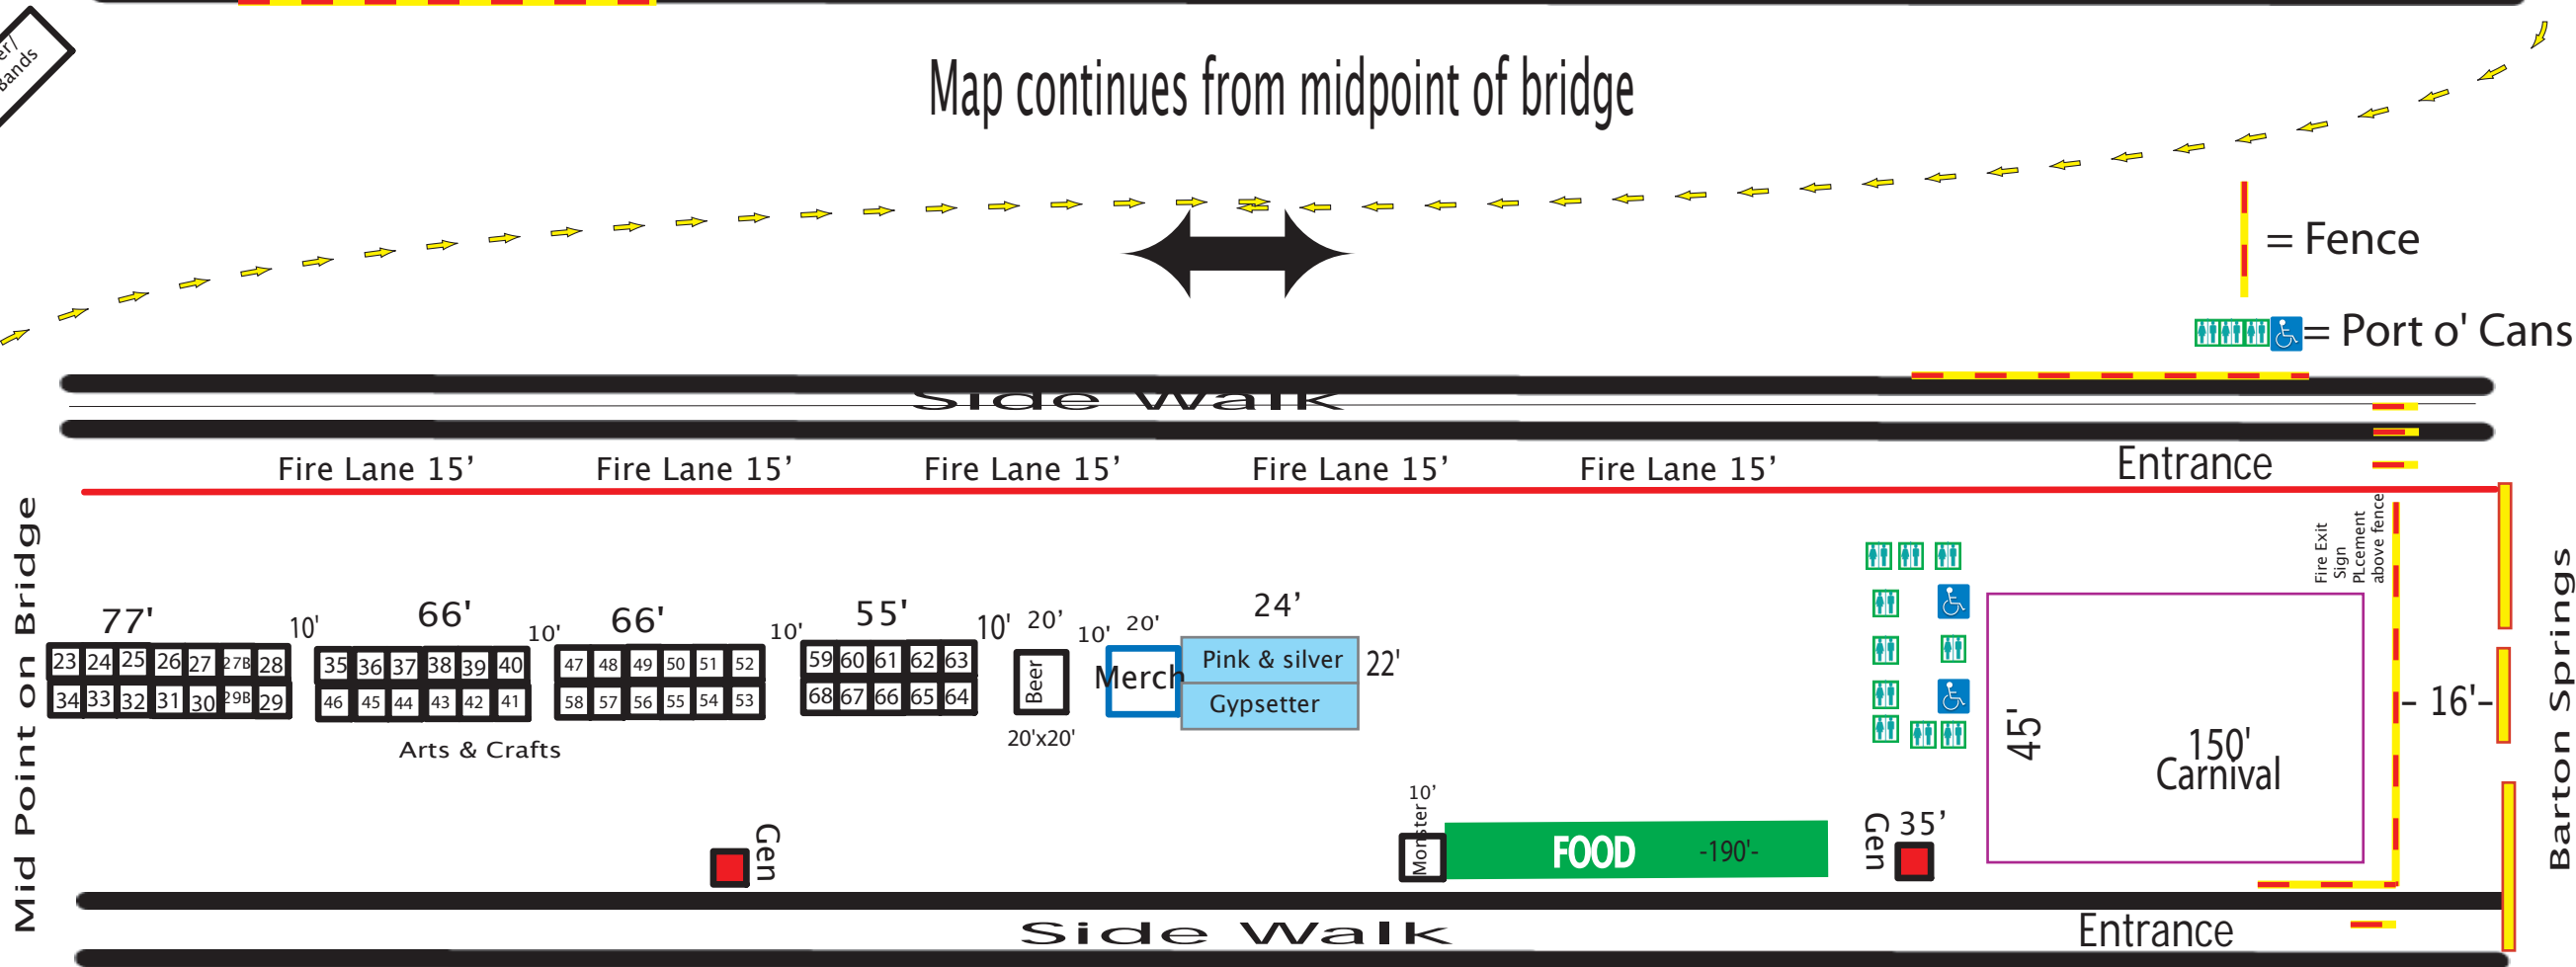 er/
Bands
Map continues from midpoint of bridge
= Fence
= Port o' Cans
Side Walk
Fire Lane 15’ Fire Lane 15’ Fire Lane 15’ Fire Lane 15’ Fire Lane 15’ Entrance
Mid Point on Bridge
Barton Springs
Fire Exit
Sign
PLcement
above fence
77' 10' 66' 10' 66' 10' 55' 10' 20' 10' 20' 24’
23 24 25 26 27 27B 28 35 36 37 38 39 40 47 48 49 50 51 52 59 60 61 62 63
34 33 32 31 30 29B 29 46 45 44 43 42 41 58 57 56 55 54 53 68 67 66 65 64
Beer
20'x20'
Merch
Pink & silver
Gypsetter
22'
Arts & Crafts
- 16'-
45'
150'
Carnival
Gen
10’
Monster
FOOD -190'-
Gen
35’
Side Walk
Entrance